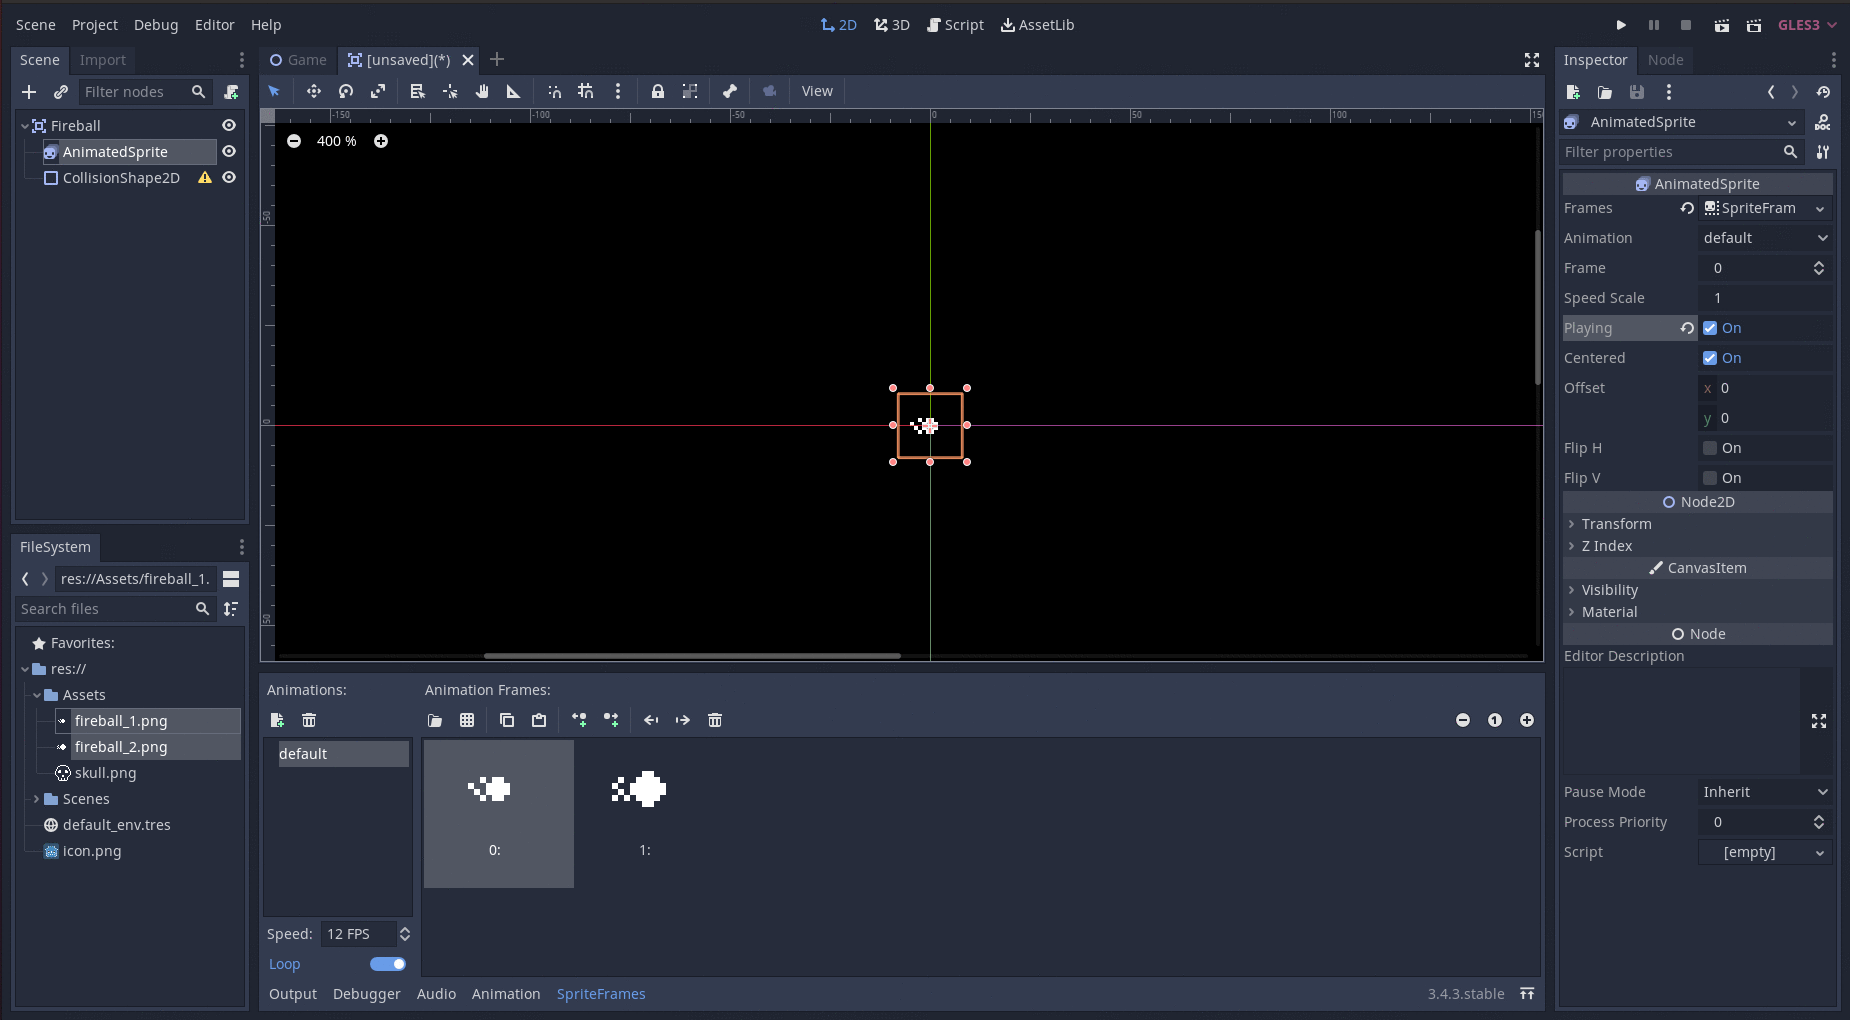 Scene Project Debug Editor Help
2D 3D Script AssetLib
GLES3
Scene Import
Filter nodes
Fireball
AnimatedSprite
CollisionShape2D
FileSystem
res://Assets/fireball_1.
Search files
Favorites:
res://
Assets
fireball_1.png
fireball_2.png
skull.png
Scenes
default_env.tres
icon.png
Game [unsaved](*)
View
-150 -100 -50 0 50 100 150
400 %
-50
0
50
Animations:
default
Speed: 12 FPS
Loop
Animation Frames:
0: 1:
Output Debugger Audio Animation SpriteFrames
3.4.3.stable
Inspector Node
AnimatedSprite
DOC
Filter properties
AnimatedSprite
Frames SpriteFram
Animation default
Frame 0
Speed Scale 1
Playing On
Centered On
Offset x 0
y 0
Flip H On
Flip V On
Node2D
Transform
Z Index
CanvasItem
Visibility
Material
Node
Editor Description
Pause Mode Inherit
Process Priority 0
Script [empty]